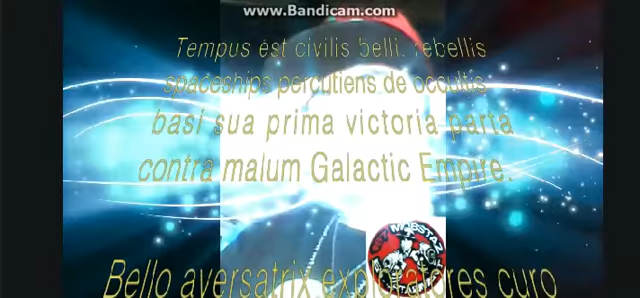 www.Bandicam.com
Tempus est civilis belli. rebellis
spaceships percutiens de occultis
basi sua prima victoria parta
contra malum Galactic Empire.
Bello aversatrix exploratores curo